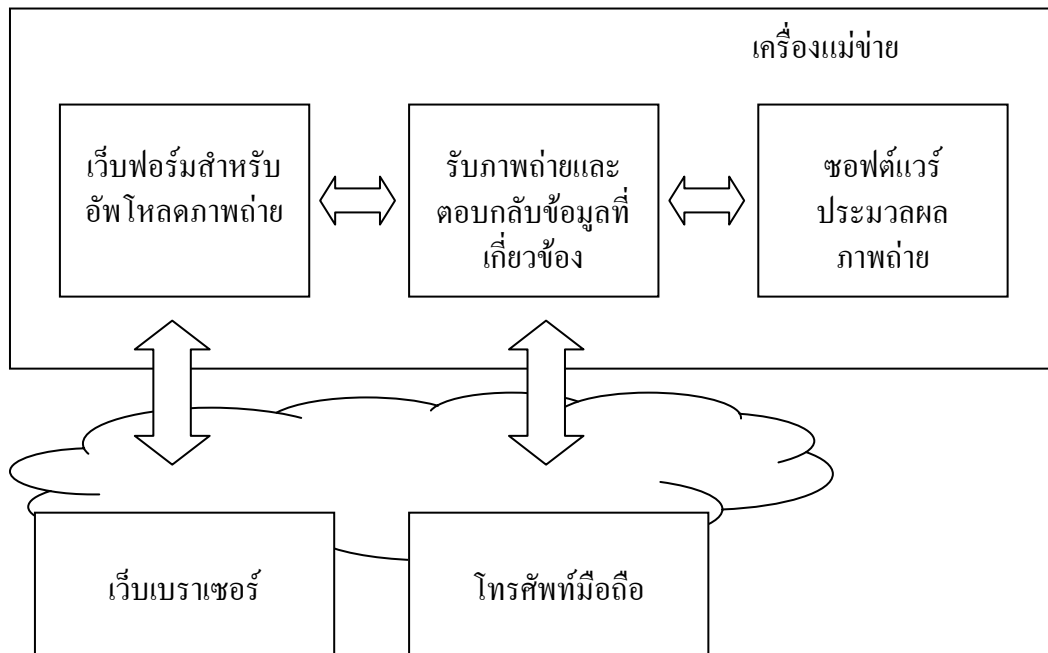 เครื่องแม่ข่าย
เว็บฟอร์มสำหรับ
อัพโหลดภาพถ่าย
รับภาพถ่ายและ
ตอบกลับข้อมูลที่
เกี่ยวข้อง
ซอฟต์แวร์
ประมวลผล
ภาพถ่าย
เว็บเบราเซอร์
โทรศัพท์มือถือ